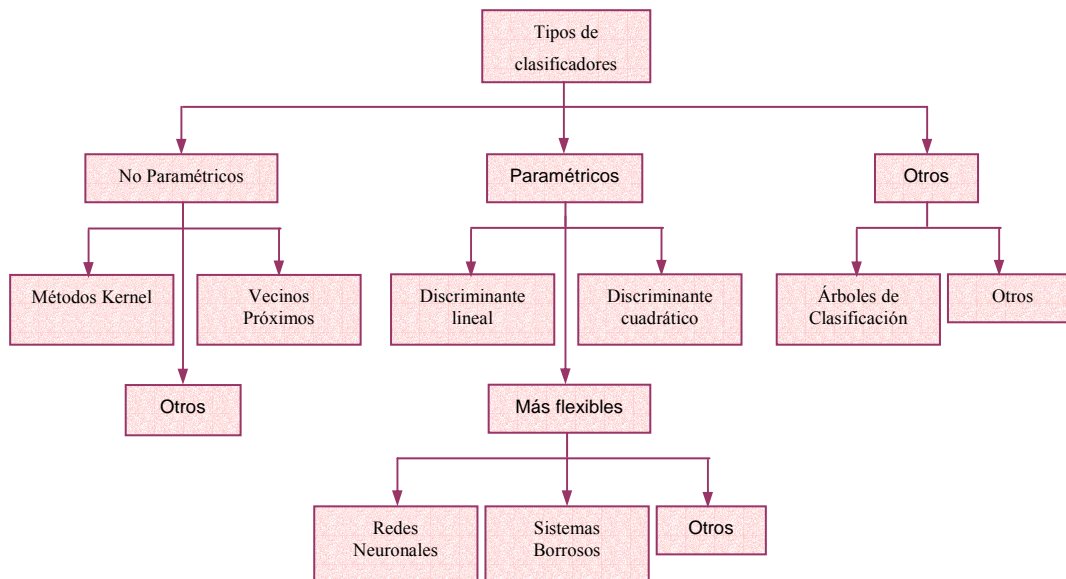 Tipos de
clasificadores
No Paramétricos
Paramétricos
Otros
Métodos Kernel
Vecinos
Próximos
Discriminante
lineal
Discriminante
cuadrático
Árboles de
Clasificación
Otros
Otros
Más flexibles
Redes
Neuronales
Sistemas
Borrosos
Otros